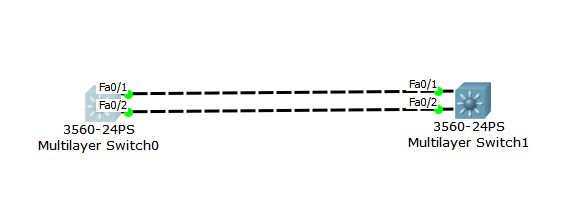 Fa0/1
Fa0/1
Fa0/2
Fa0/2
3560-24PS
Multilayer Switch0
3560-24PS
Multilayer Switch1